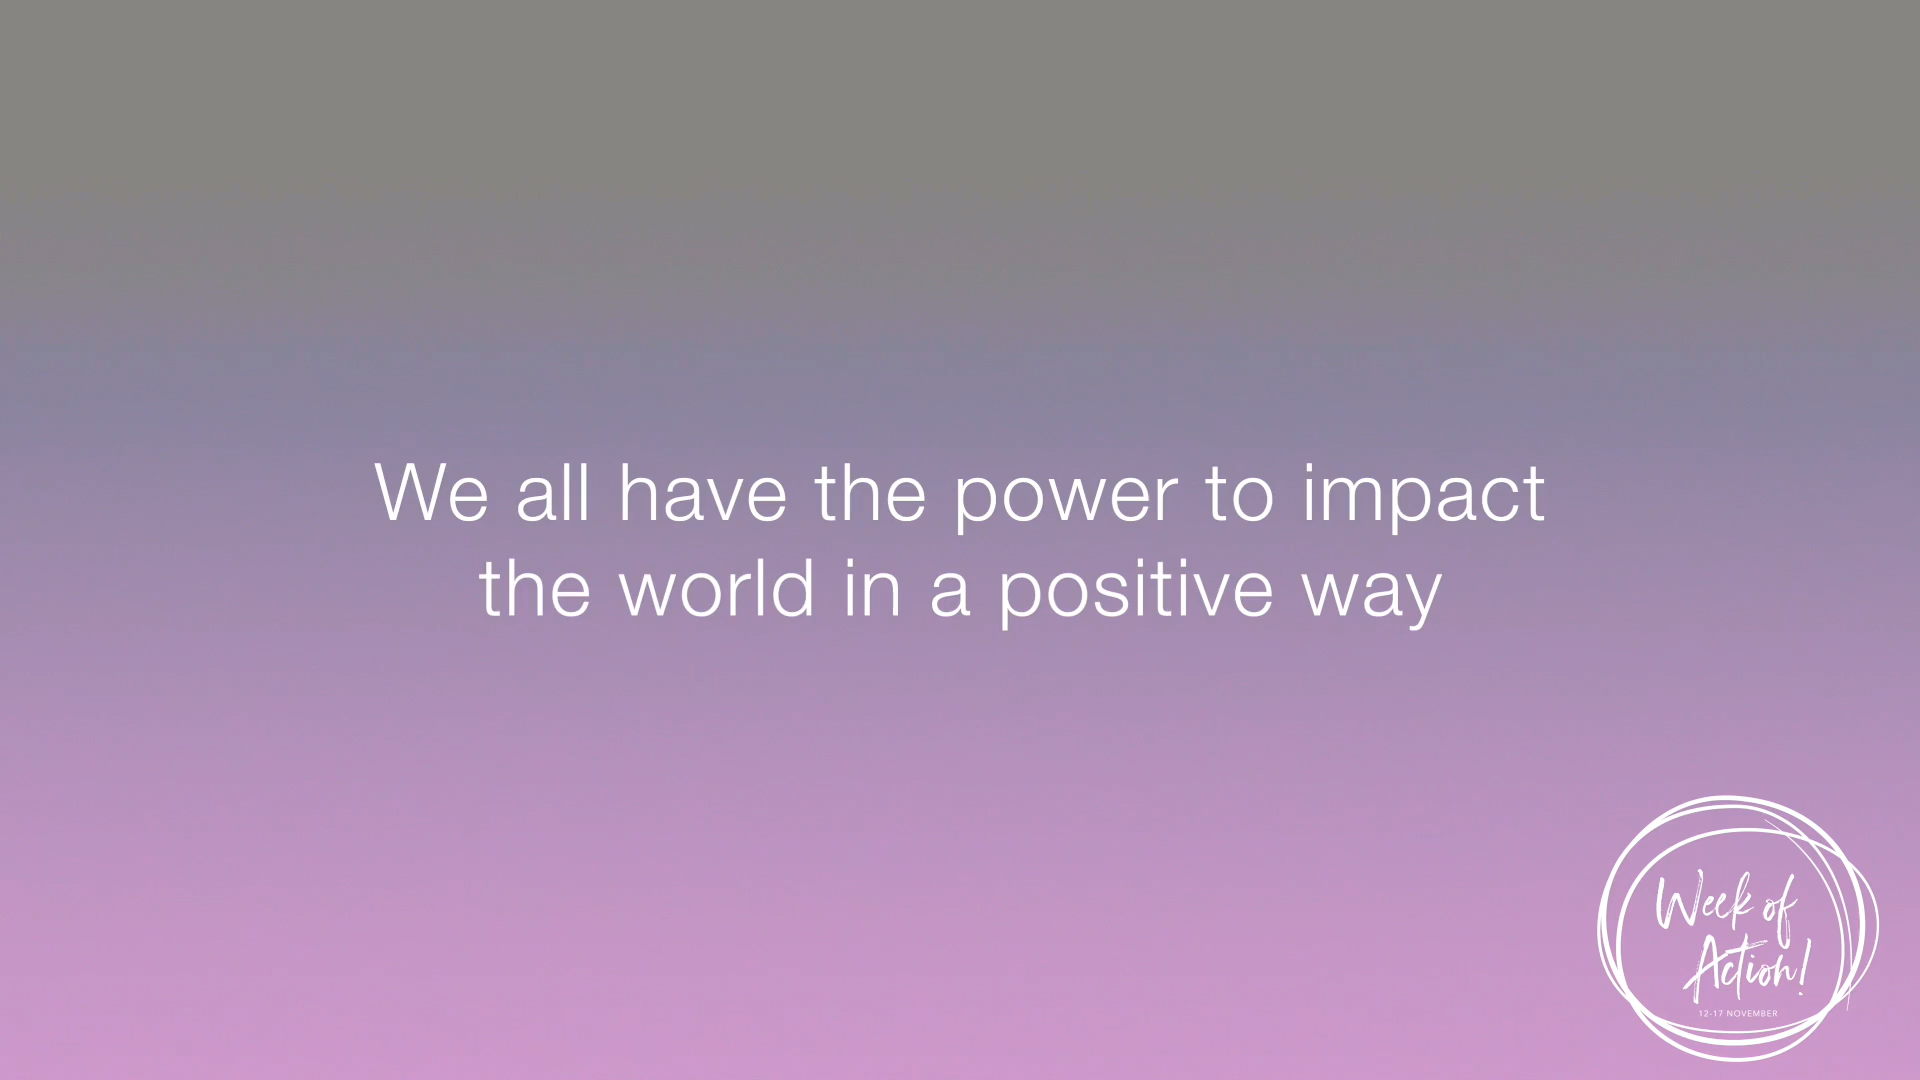 We all have the power to impact
the world in a positive way
Week of
Action!
12-17 NOVEMBER